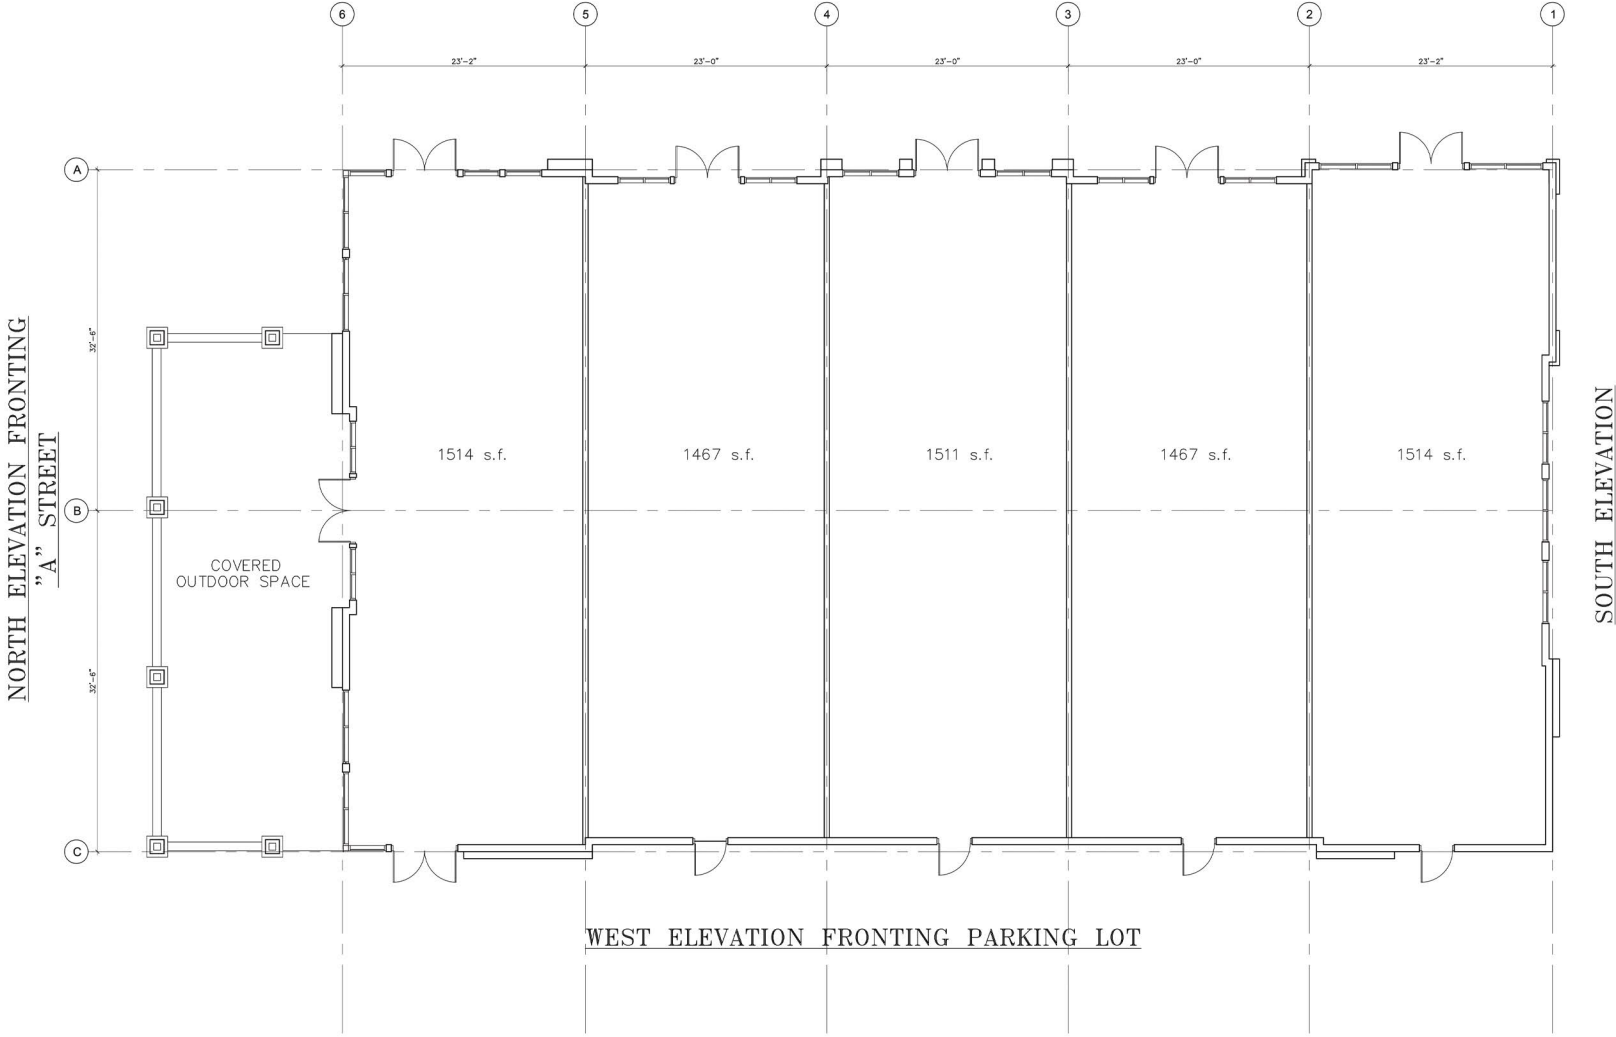 6 5 4 3 2 1
23'-2" 23'-0" 23'-0" 23'-0" 23'-2"
A
32'-6"
B
32'-6"
C
NORTH ELEVATION FRONTING
"A" STREET
1514 s.f. 1467 s.f. 1511 s.f. 1467 s.f. 1514 s.f.
COVERED
OUTDOOR SPACE
SOUTH ELEVATION
WEST ELEVATION FRONTING PARKING LOT